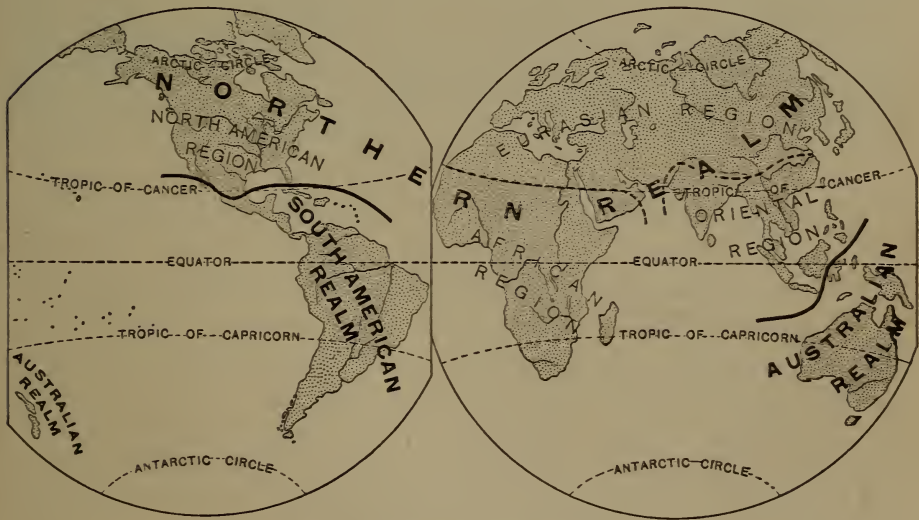 ARCTIC CIRCLE
NORTHERN REALM
NORTH AMERICAN
REGION
TROPIC OF CANCER
SOUTH AMERICAN
REALM
EQUATOR
TROPIC OF CAPRICORN
AUSTRALIAN
REALM
ANTARCTIC CIRCLE
ARCTIC CIRCLE
EURASIAN REGION
TROPIC OF CANCER
ORIENTAL
REGION
AFRICAN
REGION
EQUATOR
TROPIC OF CAPRICORN
AUSTRALIAN
REALM
ANTARCTIC CIRCLE